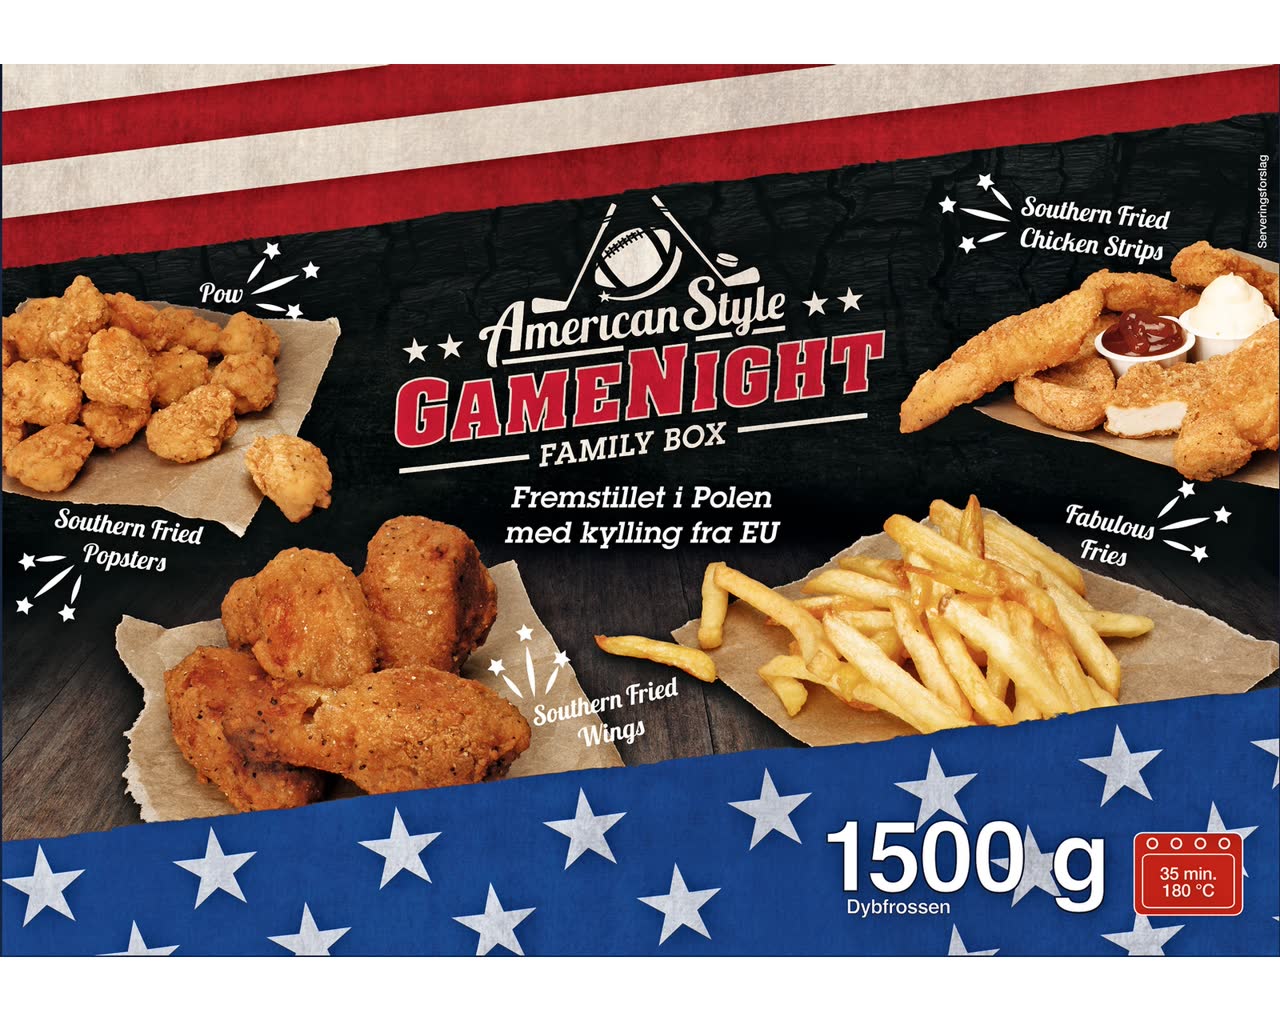 Serveringsforslag
Southern Fried
Chicken Strips
Pow
American Style
GAMENIGHT
FAMILY BOX
Fremstillet i Polen
med kylling fra EU
Southern Fried
Popsters
Fabulous
Fries
Southern Fried
Wings
1500 g
Dybfrossen
35 min.
180 °C